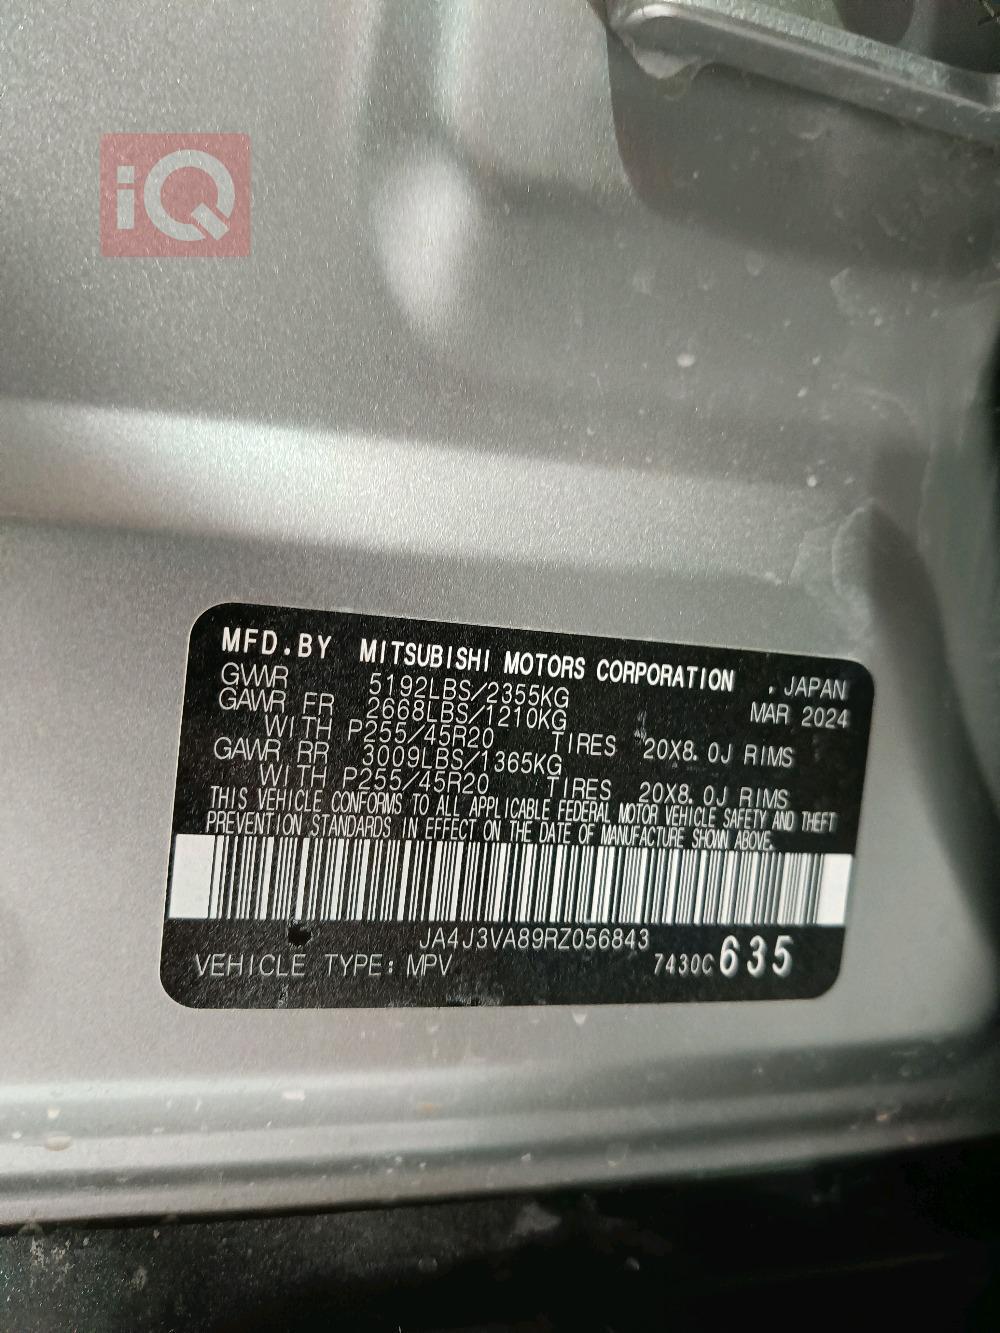 iQ
MFD.BY MITSUBISHI MOTORS CORPORATION , JAPAN
GVWR 5192LBS/2355KG MAR 2024
GAWR FR 2668LBS/1210KG
WITH P255/45R20 TIRES 20X8.0J RIMS
GAWR RR 3009LBS/1365KG
WITH P255/45R20 TIRES 20X8.0J RIMS
THIS VEHICLE CONFORMS TO ALL APPLICABLE FEDERAL MOTOR VEHICLE SAFETY AND THEFT
PREVENTION STANDARDS IN EFFECT ON THE DATE OF MANUFACTURE SHOWN ABOVE.
JA4J3VA89RZ056843
VEHICLE TYPE: MPV 7430C 635